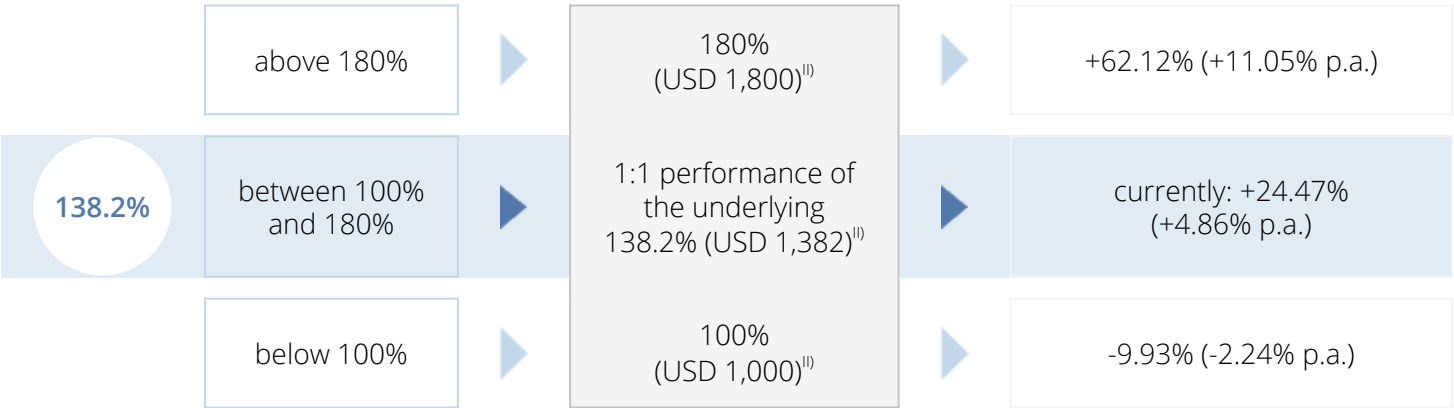 above 180%
180%
(USD 1,800)II)
+62.12% (+11.05% p.a.)
138.2%
between 100%
and 180%
1:1 performance of
the underlying
138.2% (USD 1,382)II)
currently: +24.47%
(+4.86% p.a.)
below 100%
100%
(USD 1,000)II)
-9.93% (-2.24% p.a.)